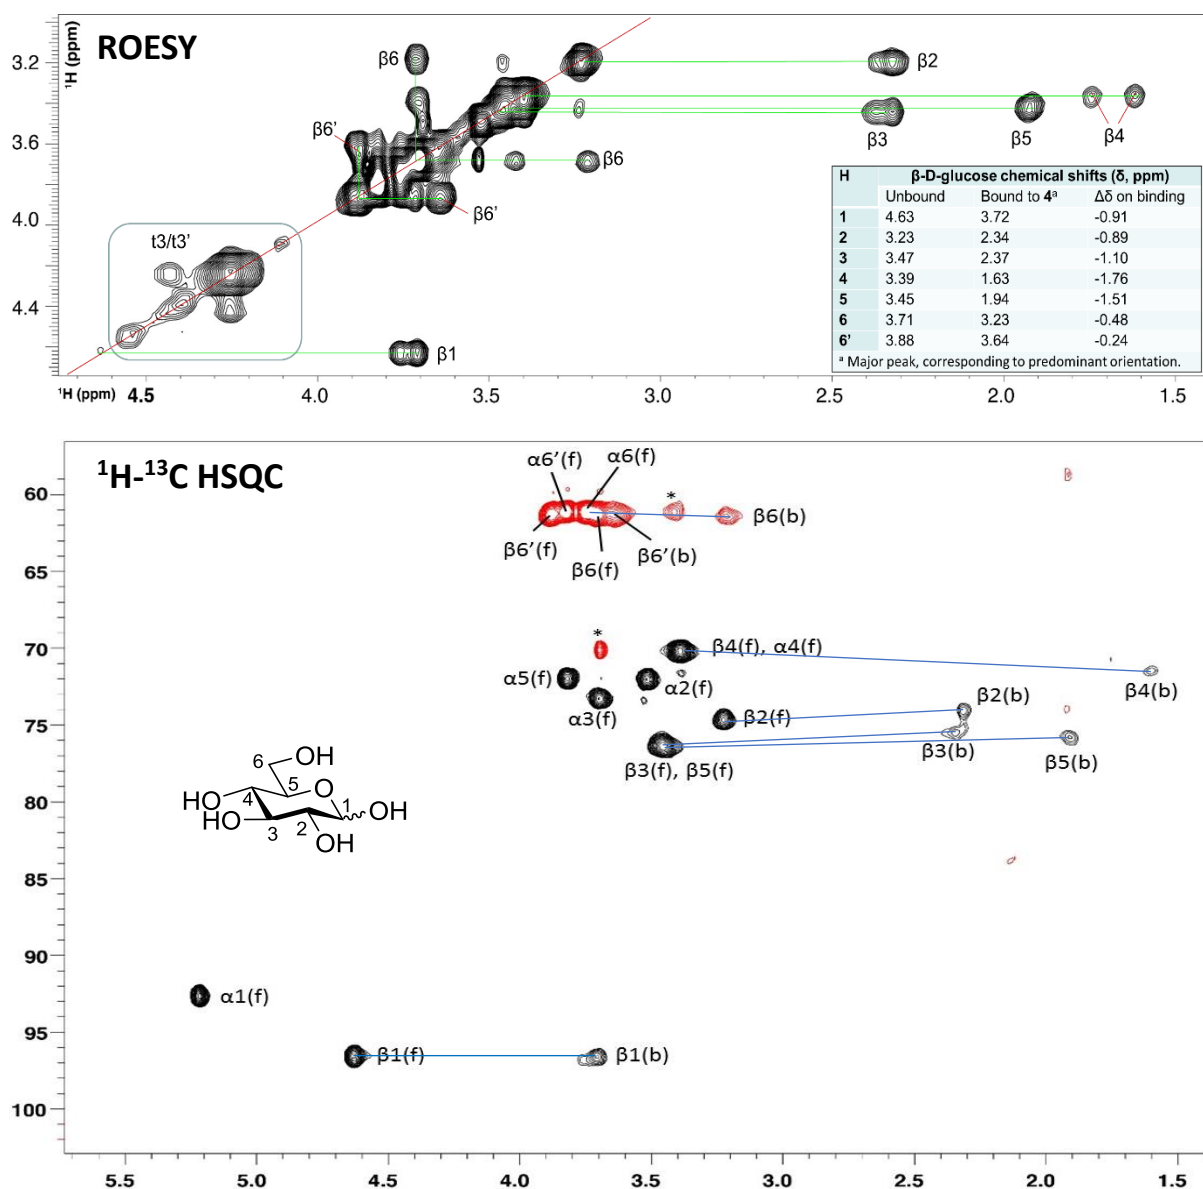 ROESY
¹H (ppm)
3.2
3.6
4.0
4.4
β6
β2
β6'
β3
β5
β4
β6
β6'
t3/t3'
β1
H β-D-glucose chemical shifts (δ, ppm)
Unbound Bound to 4ᵃ Δδ on binding
1 4.63 3.72 -0.91
2 3.23 2.34 -0.89
3 3.47 2.37 -1.10
4 3.39 1.63 -1.76
5 3.45 1.94 -1.51
6 3.71 3.23 -0.48
6' 3.88 3.64 -0.24
ᵃ Major peak, corresponding to predominant orientation.
¹H (ppm) 4.5 4.0 3.5 3.0 2.5 2.0 1.5
¹H-¹³C HSQC
60
65
70
75
80
85
90
95
100
α6'(f) α6(f)
*
β6(b)
β6'(f)
β6'(b)
β6(f)
*
β4(f), α4(f)
α5(f)
α2(f)
β4(b)
α3(f)
β2(f)
β2(b)
β3(b)
β5(b)
β3(f), β5(f)
6 OH
5 O
HO 4
1 OH
HO 3 2
OH
α1(f)
β1(f)
β1(b)
5.5 5.0 4.5 4.0 3.5 3.0 2.5 2.0 1.5